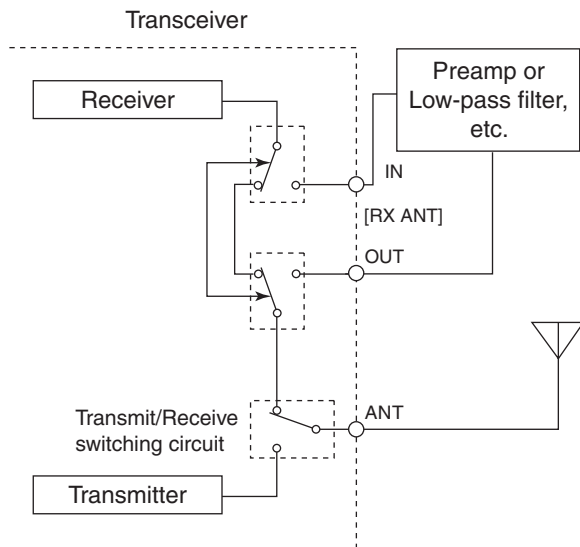 Transceiver
Receiver
Preamp or
Low-pass filter,
etc.
IN
[RX ANT]
OUT
ANT
Transmit/Receive
switching circuit
Transmitter